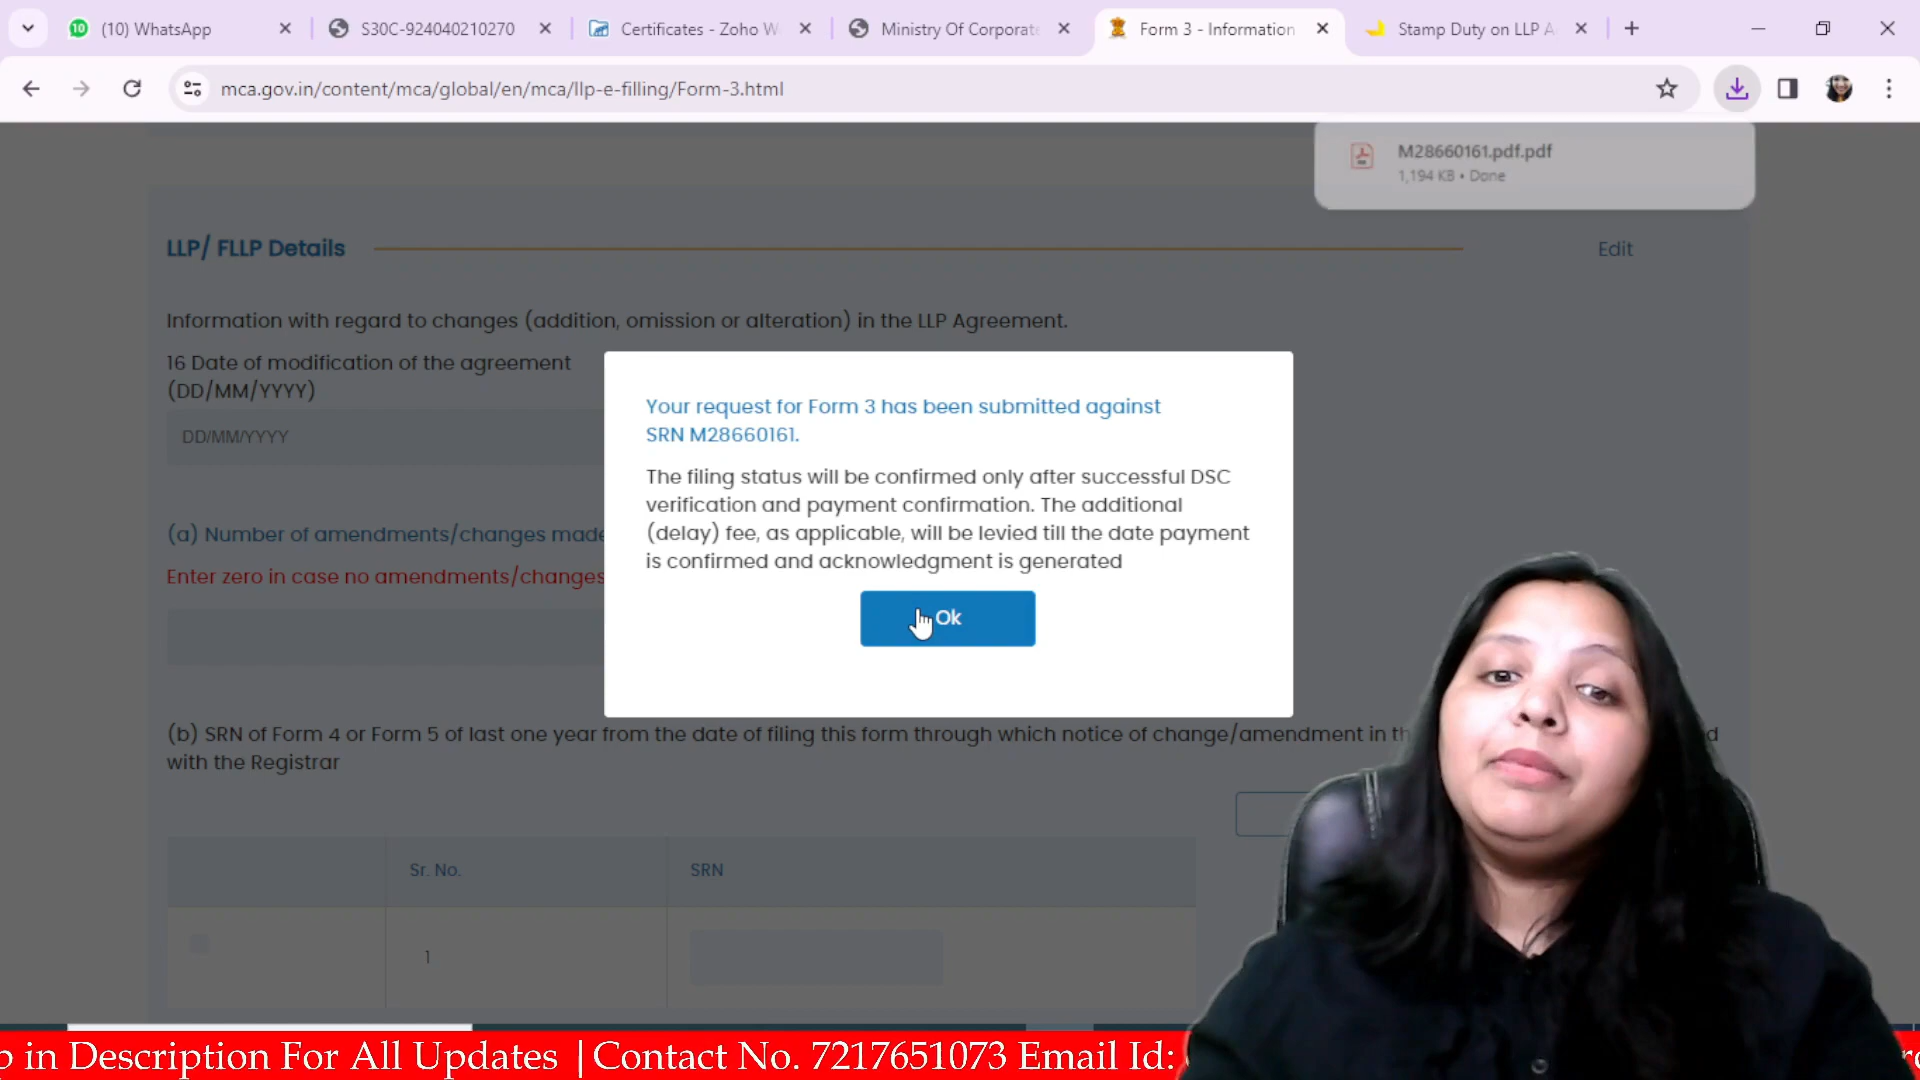 (10) WhatsApp
S30C-924040210270
Certificates - Zoho W
Ministry Of Corporate
Form 3 - Information
Stamp Duty on LLP A
mca.gov.in/content/mca/global/en/mca/llp-e-filling/Form-3.html
M28660161.pdf.pdf
1,194 KB • Done
LLP/ FLLP Details
Edit
Information with regard to changes (addition, omission or alteration) in the LLP Agreement.
16 Date of modification of the agreement
(DD/MM/YYYY)
DD/MM/YYYY
(a) Number of amendments/changes made
Enter zero in case no amendments/changes
Your request for Form 3 has been submitted against
SRN M28660161.
The filing status will be confirmed only after successful DSC
verification and payment confirmation. The additional
(delay) fee, as applicable, will be levied till the date payment
is confirmed and acknowledgment is generated
Ok
(b) SRN of Form 4 or Form 5 of last one year from the date of filing this form through which notice of change/amendment in
with the Registrar
Sr. No.
SRN
1
in Description For All Updates | Contact No. 7217651073 Email Id: